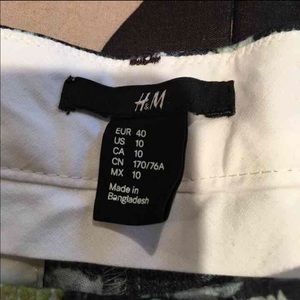 H&M
EUR 40
US 10
CA 10
CN 170/76A
MX 10
Made in
Bangladesh